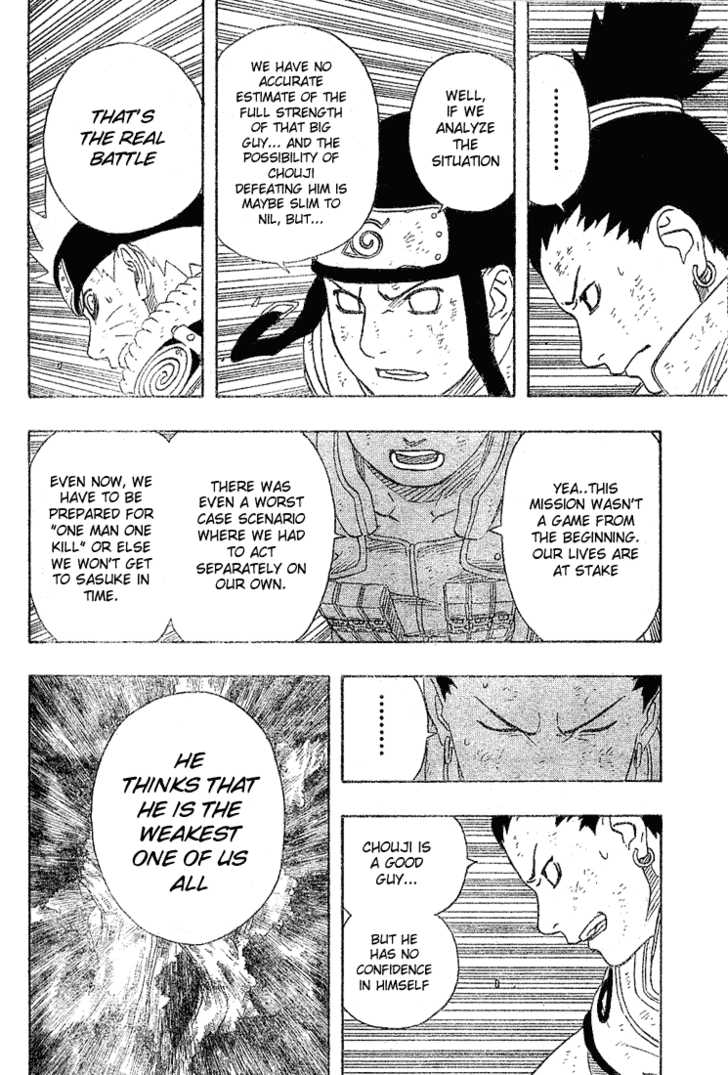 .........
WELL,
IF WE
ANALYZE
THE
SITUATION
WE HAVE NO
ACCURATE
ESTIMATE OF THE
FULL STRENGTH
OF THAT BIG
GUY... AND THE
POSSIBILITY OF
CHOUJI
DEFEATING HIM IS
MAYBE SLIM TO
NIL, BUT...
THAT'S
THE REAL
BATTLE
YEA..THIS
MISSION WASN'T
A GAME FROM
THE BEGINNING.
OUR LIVES ARE
AT STAKE
THERE WAS
EVEN A WORST
CASE SCENARIO
WHERE WE HAD
TO ACT
SEPARATELY ON
OUR OWN.
EVEN NOW, WE
HAVE TO BE
PREPARED FOR
"ONE MAN ONE
KILL" OR ELSE
WE WON'T GET
TO SASUKE IN
TIME.
.........
CHOUJI IS
A GOOD
GUY...
BUT HE
HAS NO
CONFIDENCE
IN HIMSELF
HE
THINKS THAT
HE IS THE
WEAKEST
ONE OF US
ALL